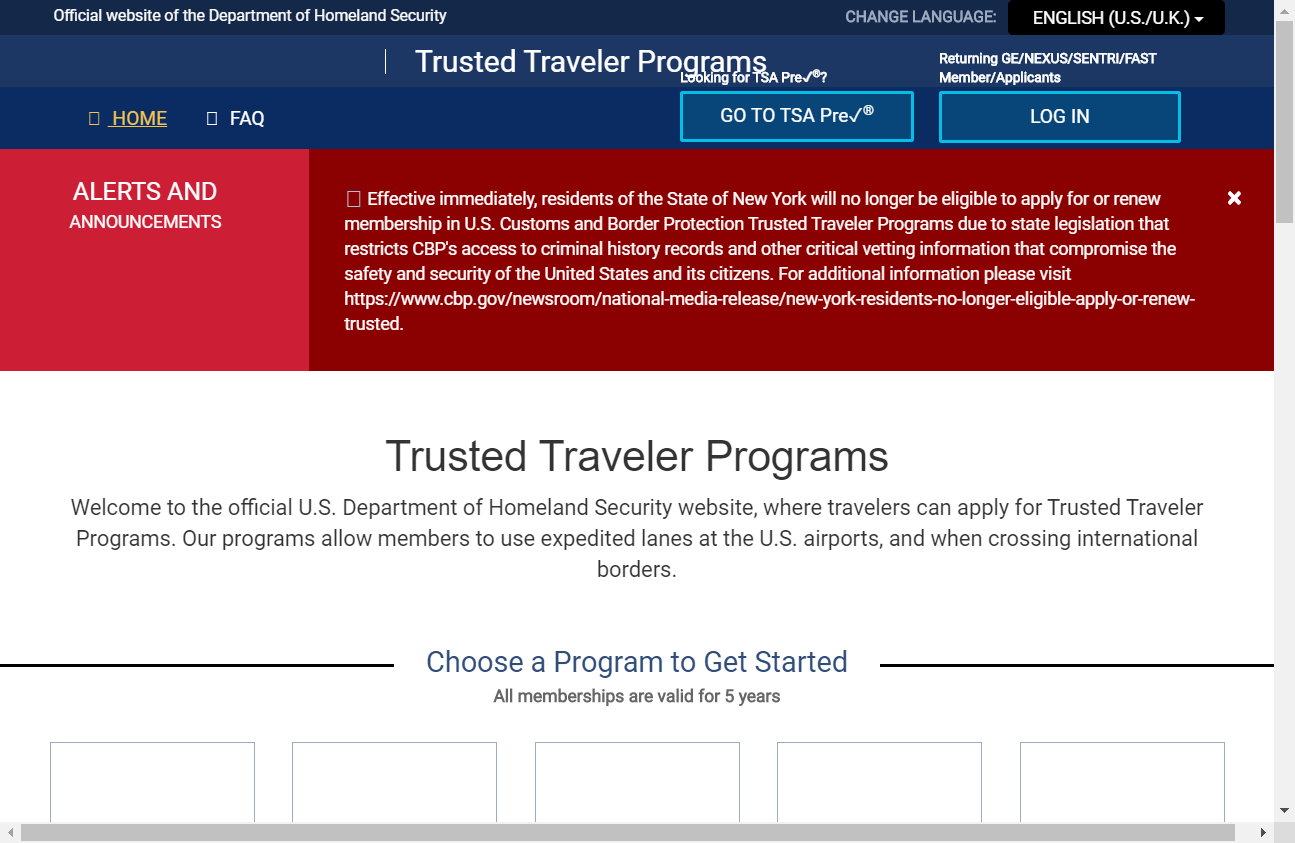 Official website of the Department of Homeland Security
CHANGE LANGUAGE:
ENGLISH (U.S./U.K.)
Trusted Traveler Programs
Looking for TSA Pre✓®?
Returning GE/NEXUS/SENTRI/FAST
Member/Applicants
HOME
FAQ
GO TO TSA Pre✓®
LOG IN
ALERTS AND
ANNOUNCEMENTS
Effective immediately, residents of the State of New York will no longer be eligible to apply for or renew
membership in U.S. Customs and Border Protection Trusted Traveler Programs due to state legislation that
restricts CBP's access to criminal history records and other critical vetting information that compromise the
safety and security of the United States and its citizens. For additional information please visit
https://www.cbp.gov/newsroom/national-media-release/new-york-residents-no-longer-eligible-apply-or-renew-
trusted.
Trusted Traveler Programs
Welcome to the official U.S. Department of Homeland Security website, where travelers can apply for Trusted Traveler
Programs. Our programs allow members to use expedited lanes at the U.S. airports, and when crossing international
borders.
Choose a Program to Get Started
All memberships are valid for 5 years